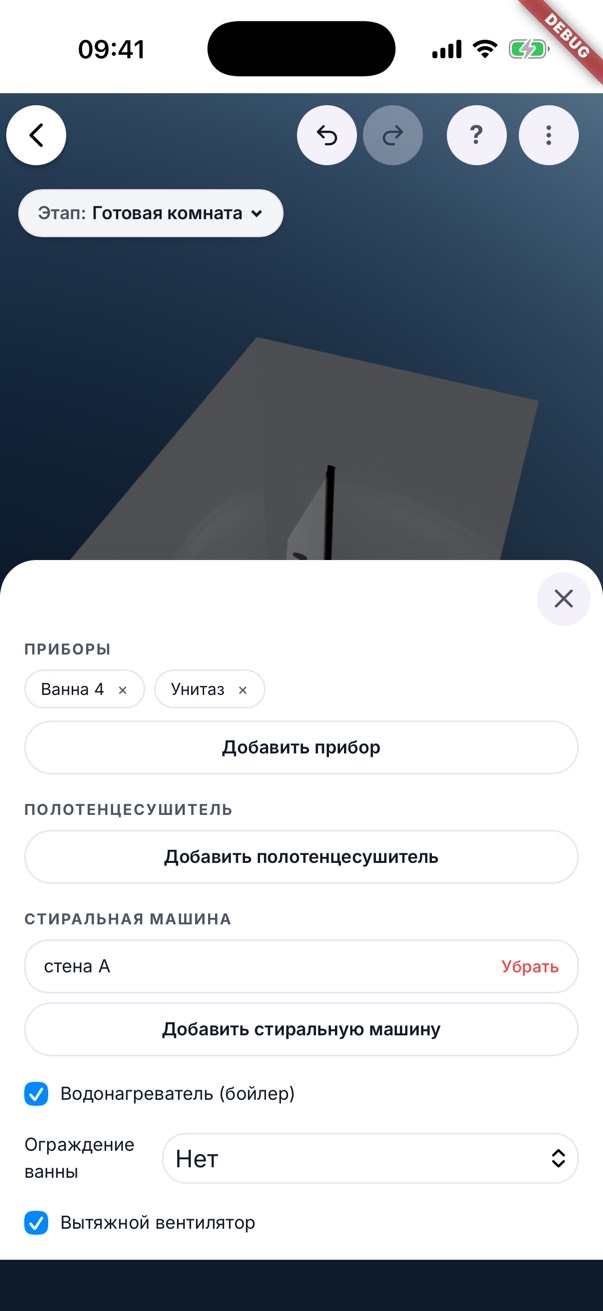 09:41
DEBUG
?
Этап: Готовая комната
ПРИБОРЫ
Ванна 4 ×
Унитаз ×
Добавить прибор
ПОЛОТЕНЦЕСУШИТЕЛЬ
Добавить полотенцесушитель
СТИРАЛЬНАЯ МАШИНА
стена А
Убрать
Добавить стиральную машину
Водонагреватель (бойлер)
Ограждение
ванны
Нет
Вытяжной вентилятор